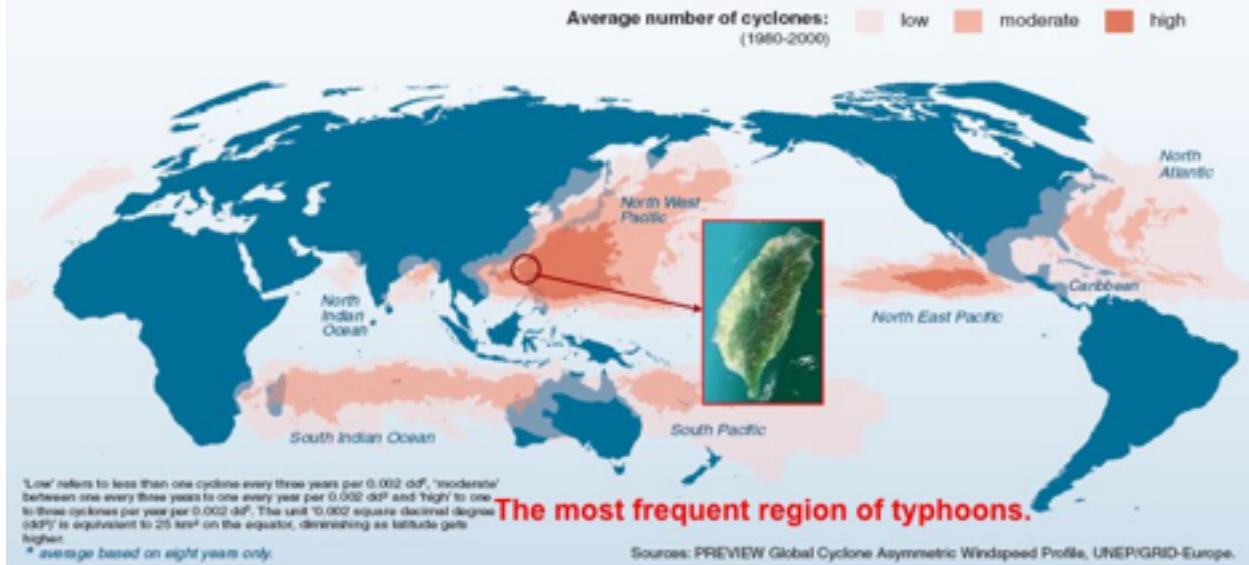 Average number of cyclones:
(1980-2000)
low
moderate
high
North
Atlantic
North West
Pacific
North
Indian
Ocean*
Caribbean
North East Pacific
South Indian Ocean
South Pacific
'Low' refers to less than one cyclone every three years per 0.002 dd², 'moderate'
between one every three years to one every year per 0.002 dd² and 'high' to one
to three cyclones per year per 0.002 dd². The unit '0.002 square decimal degree
(dd²)' is equivalent to 25 km² on the equator, diminishing as latitude gets
higher.
* average based on eight years only.
The most frequent region of typhoons.
Sources: PREVIEW Global Cyclone Asymmetric Windspeed Profile, UNEP/GRID-Europe.